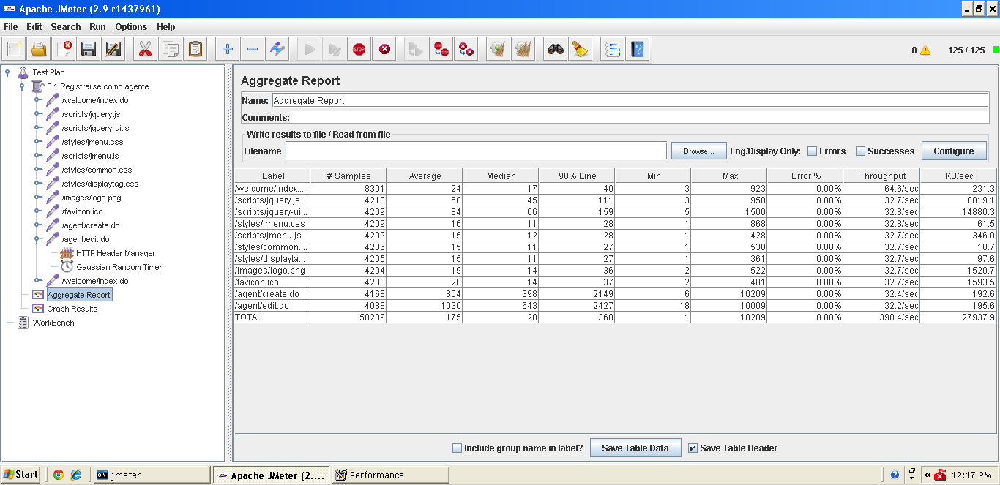 Apache JMeter (2.9 r1437961)
File Edit Search Run Options Help
STOP 0 125 / 125
Test Plan
3.1 Registrarse como agente
/welcome/index.do
/scripts/jquery.js
/scripts/jquery-ui.js
/styles/jmenu.css
/scripts/jmenu.js
/styles/common.css
/styles/displaytag.css
/images/logo.png
/favicon.ico
/agent/create.do
/agent/edit.do
HTTP Header Manager
Gaussian Random Timer
/welcome/index.do
Aggregate Report
Graph Results
WorkBench
Aggregate Report
Name: Aggregate Report
Comments:
Write results to file / Read from file
Filename Browse... Log/Display Only: Errors Successes Configure
Label # Samples Average Median 90% Line Min Max Error % Throughput KB/sec
/welcome/index.... 8301 24 17 40 3 923 0.00% 64.6/sec 231.3
/scripts/jquery.js 4210 58 45 111 3 950 0.00% 32.7/sec 8819.1
/scripts/jquery-ui... 4209 84 66 159 5 1500 0.00% 32.8/sec 14880.3
/styles/jmenu.css 4209 16 11 28 1 868 0.00% 32.8/sec 61.5
/scripts/jmenu.js 4209 15 12 28 1 428 0.00% 32.7/sec 346.0
/styles/common.... 4206 15 11 27 1 538 0.00% 32.7/sec 18.7
/styles/displayta... 4205 15 11 27 1 361 0.00% 32.7/sec 97.6
/images/logo.png 4204 19 14 36 2 522 0.00% 32.7/sec 1520.7
/favicon.ico 4200 20 14 37 2 481 0.00% 32.7/sec 1593.5
/agent/create.do 4168 804 398 2149 6 10209 0.00% 32.4/sec 192.6
/agent/edit.do 4088 1030 643 2427 18 10009 0.00% 32.2/sec 195.6
TOTAL 50209 175 20 368 1 10209 0.00% 390.4/sec 27937.9
Include group name in label? Save Table Data Save Table Header
Start jmeter Apache JMeter (2.... Performance 12:17 PM